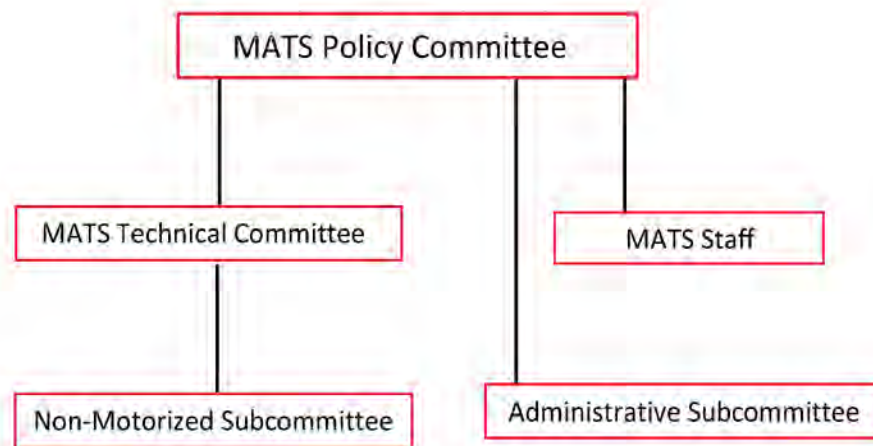 MATS Policy Committee
MATS Technical Committee
MATS Staff
Non-Motorized Subcommittee
Administrative Subcommittee